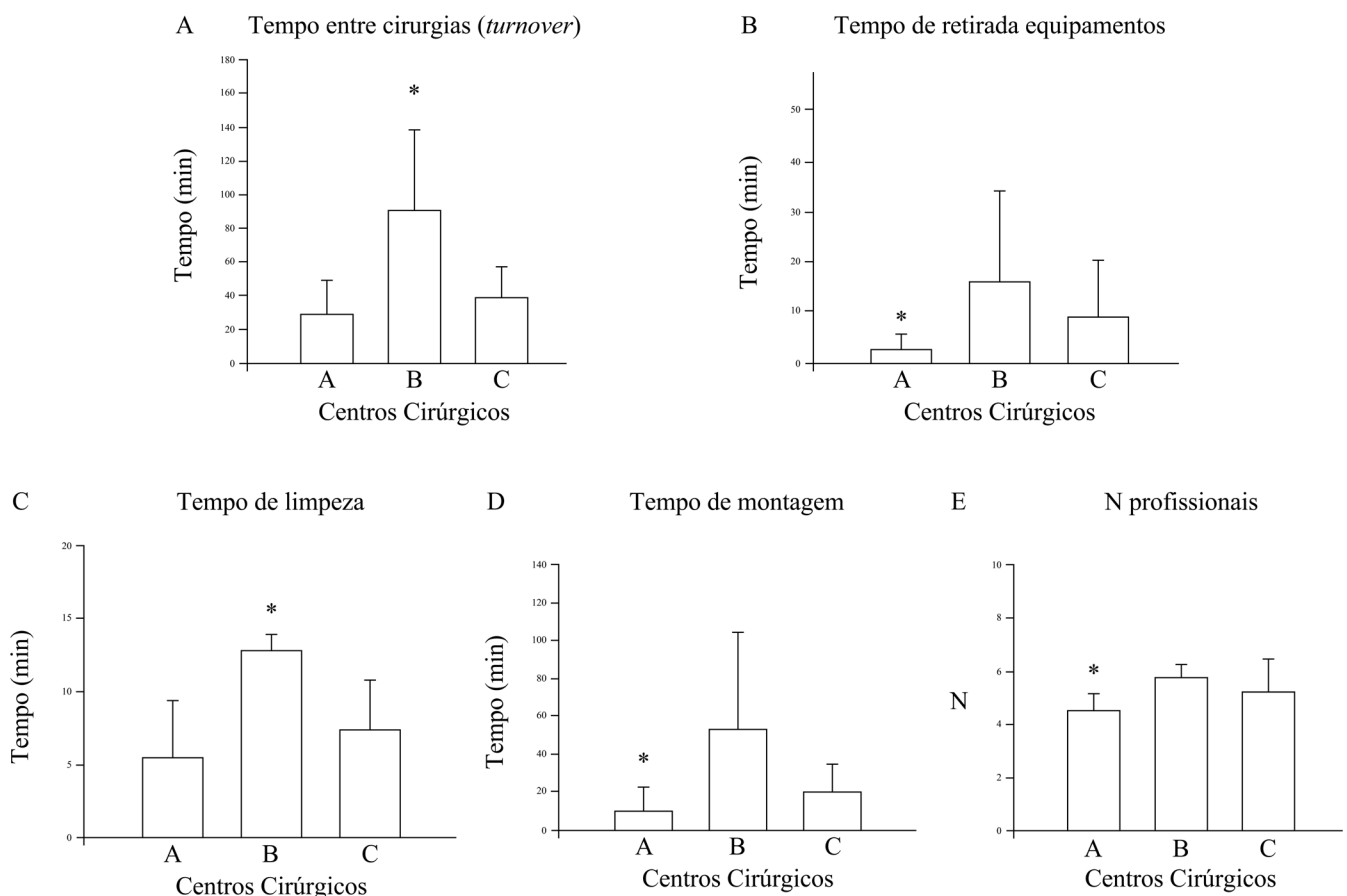 A Tempo entre cirurgias (turnover)
180
160
140
120
100
80
60
40
20
0
Tempo (min)
*
A B C
Centros Cirúrgicos
B Tempo de retirada equipamentos
50
40
30
20
10
0
Tempo (min)
*
A B C
Centros Cirúrgicos
C Tempo de limpeza
20
15
10
5
0
Tempo (min)
*
A B C
Centros Cirúrgicos
D Tempo de montagem
140
120
100
80
60
40
20
0
Tempo (min)
*
A B C
Centros Cirúrgicos
E N profissionais
10
8
6
4
2
0
N
*
A B C
Centros Cirúrgicos